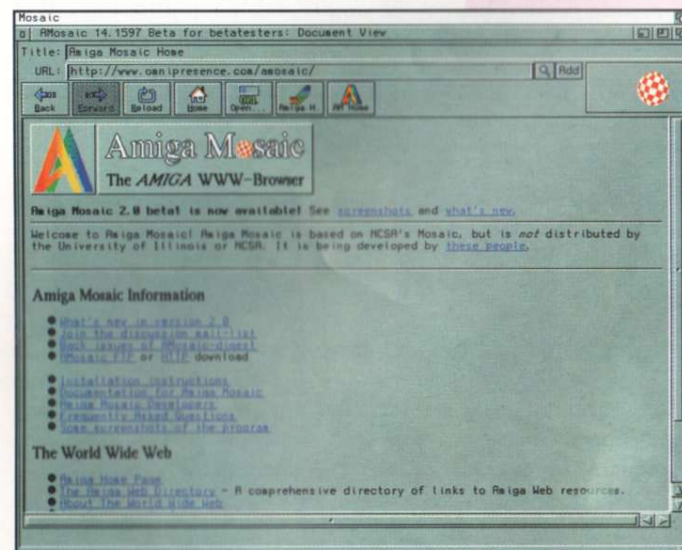 Mosaic
AMosaic 14.1597 Beta for betatesters: Document View
Title: Amiga Mosaic Home
URL: http://www.omnipresence.com/amosaic/
Add
Back
Forward
Reload
Home
Open...
Amiga H.
AM Home
Amiga Mosaic
The AMIGA WWW-Browser
Amiga Mosaic 2.0 beta1 is now available! See screenshots and what's new.
Welcome to Amiga Mosaic! Amiga Mosaic is based on NCSA's Mosaic, but is not distributed by
the University of Illinois or NCSA. It is being developed by these people.
Amiga Mosaic Information
What's new in version 2.0
Join the discussion mail-list
Back issues of AMosaic-digest
AMosaic FTP or HTTP download
Installation instructions
Documentation for Amiga Mosaic
Amiga Mosaic Developers
Frequently Asked Questions
Some screenshots of the program
The World Wide Web
Amiga Home Page
The Amiga Web Directory - A comprehensive directory of links to Amiga Web resources.
About The World Wide Web